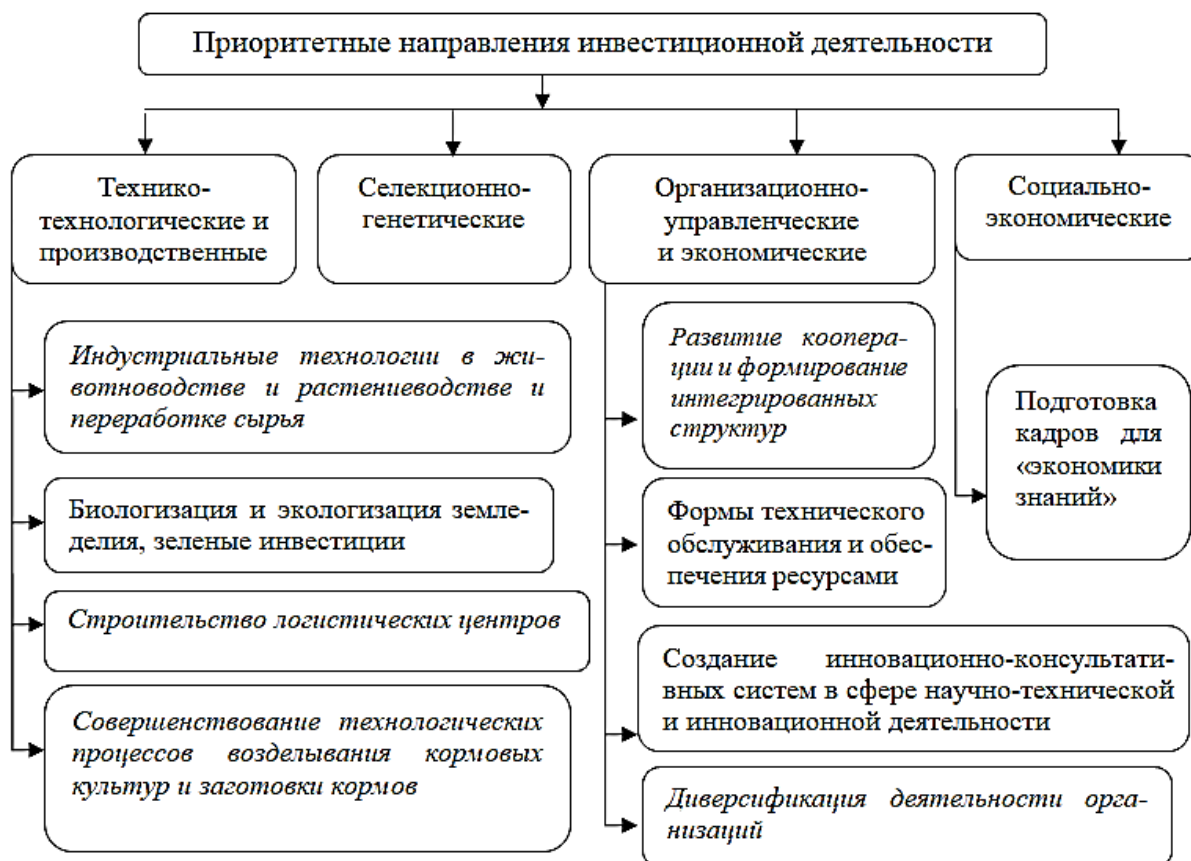 Приоритетные направления инвестиционной деятельности
Технико-
технологические и
производственные
Селекционно-
генетические
Организационно-
управленческие
и экономические
Социально-
экономические
Индустриальные технологии в жи-
вотноводстве и растениеводстве и
переработке сырья
Биологизация и экологизация земле-
делия, зеленые инвестиции
Строительство логистических центров
Совершенствование технологических
процессов возделывания кормовых
культур и заготовки кормов
Развитие коопера-
ции и формирование
интегрированных
структур
Формы технического
обслуживания и обес-
печения ресурсами
Создание инновационно-консультати-
вных систем в сфере научно-технической
и инновационной деятельности
Диверсификация деятельности орга-
низаций
Подготовка
кадров для
«экономики
знаний»